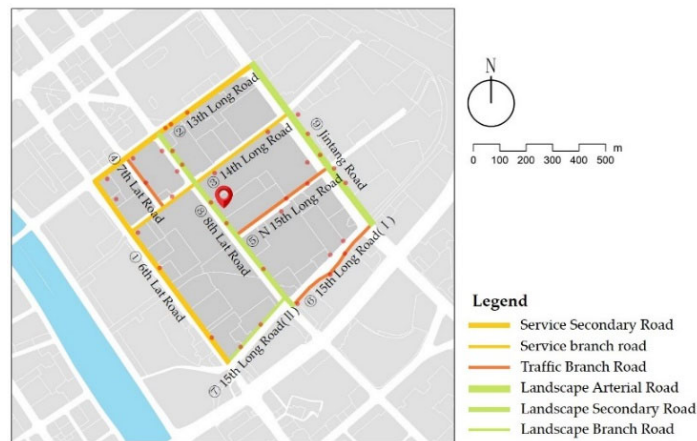 ② 13th Long Road
④ 7th Lat Road
③ 14th Long Road
⑨ Jintang Road
⑧ 8th Lat Road
⑤ N 15th Long Road
① 6th Lat Road
⑥ 15th Long Road( I )
⑦ 15th Long Road( II )
N
0 100 200 300 400 500 m
Legend
Service Secondary Road
Service branch road
Traffic Branch Road
Landscape Arterial Road
Landscape Secondary Road
Landscape Branch Road